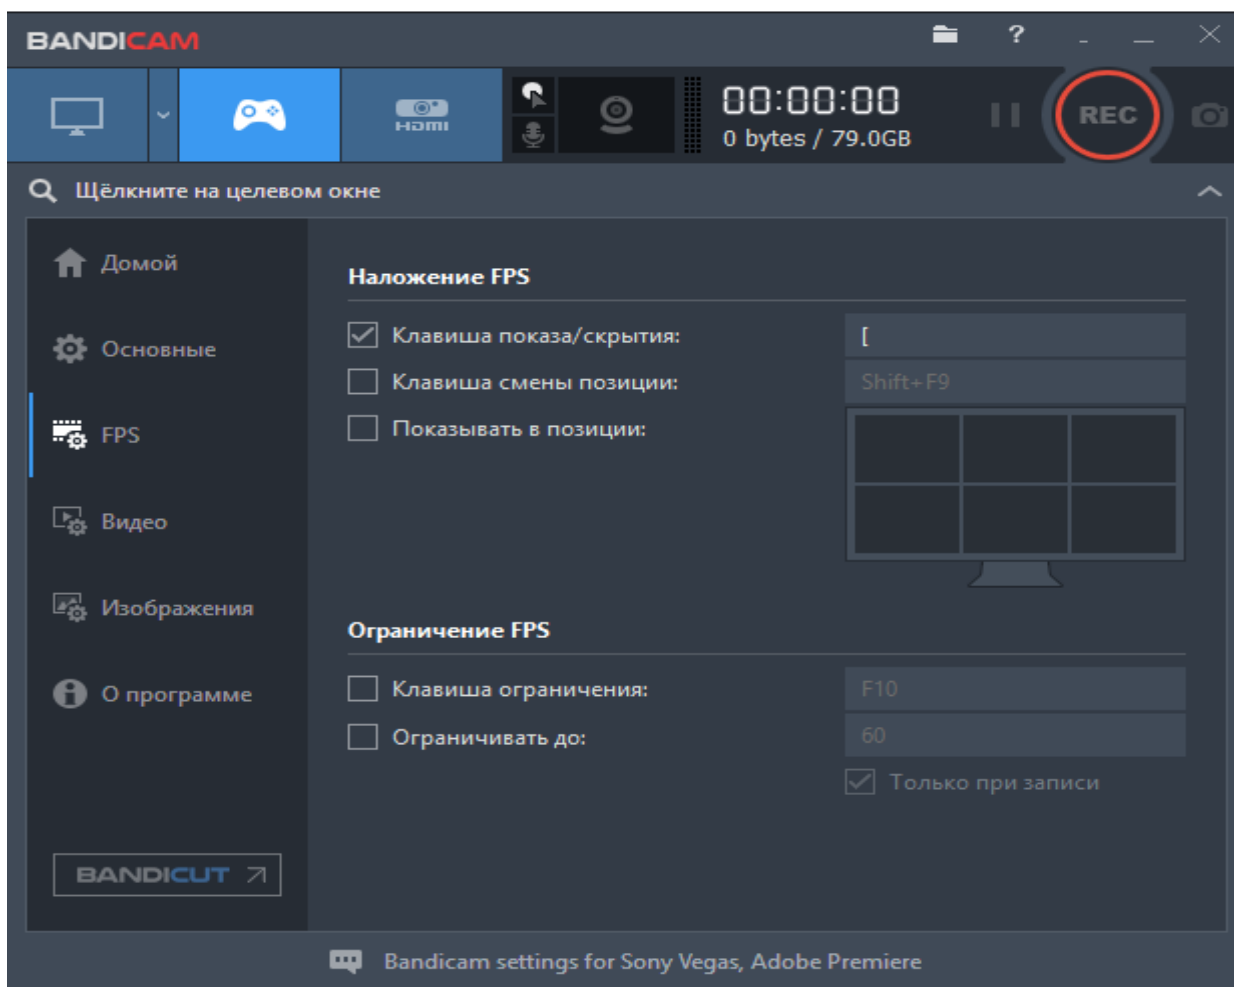 BANDICAM
?
HDMI
00:00:00
REC
0 bytes / 79.0GB
Щёлкните на целевом окне
Домой
Основные
FPS
Видео
Изображения
О программе
BANDICUT
Наложение FPS
Клавиша показа/скрытия: [
Клавиша смены позиции: Shift+F9
Показывать в позиции:
Ограничение FPS
Клавиша ограничения: F10
Ограничивать до: 60
Только при записи
Bandicam settings for Sony Vegas, Adobe Premiere